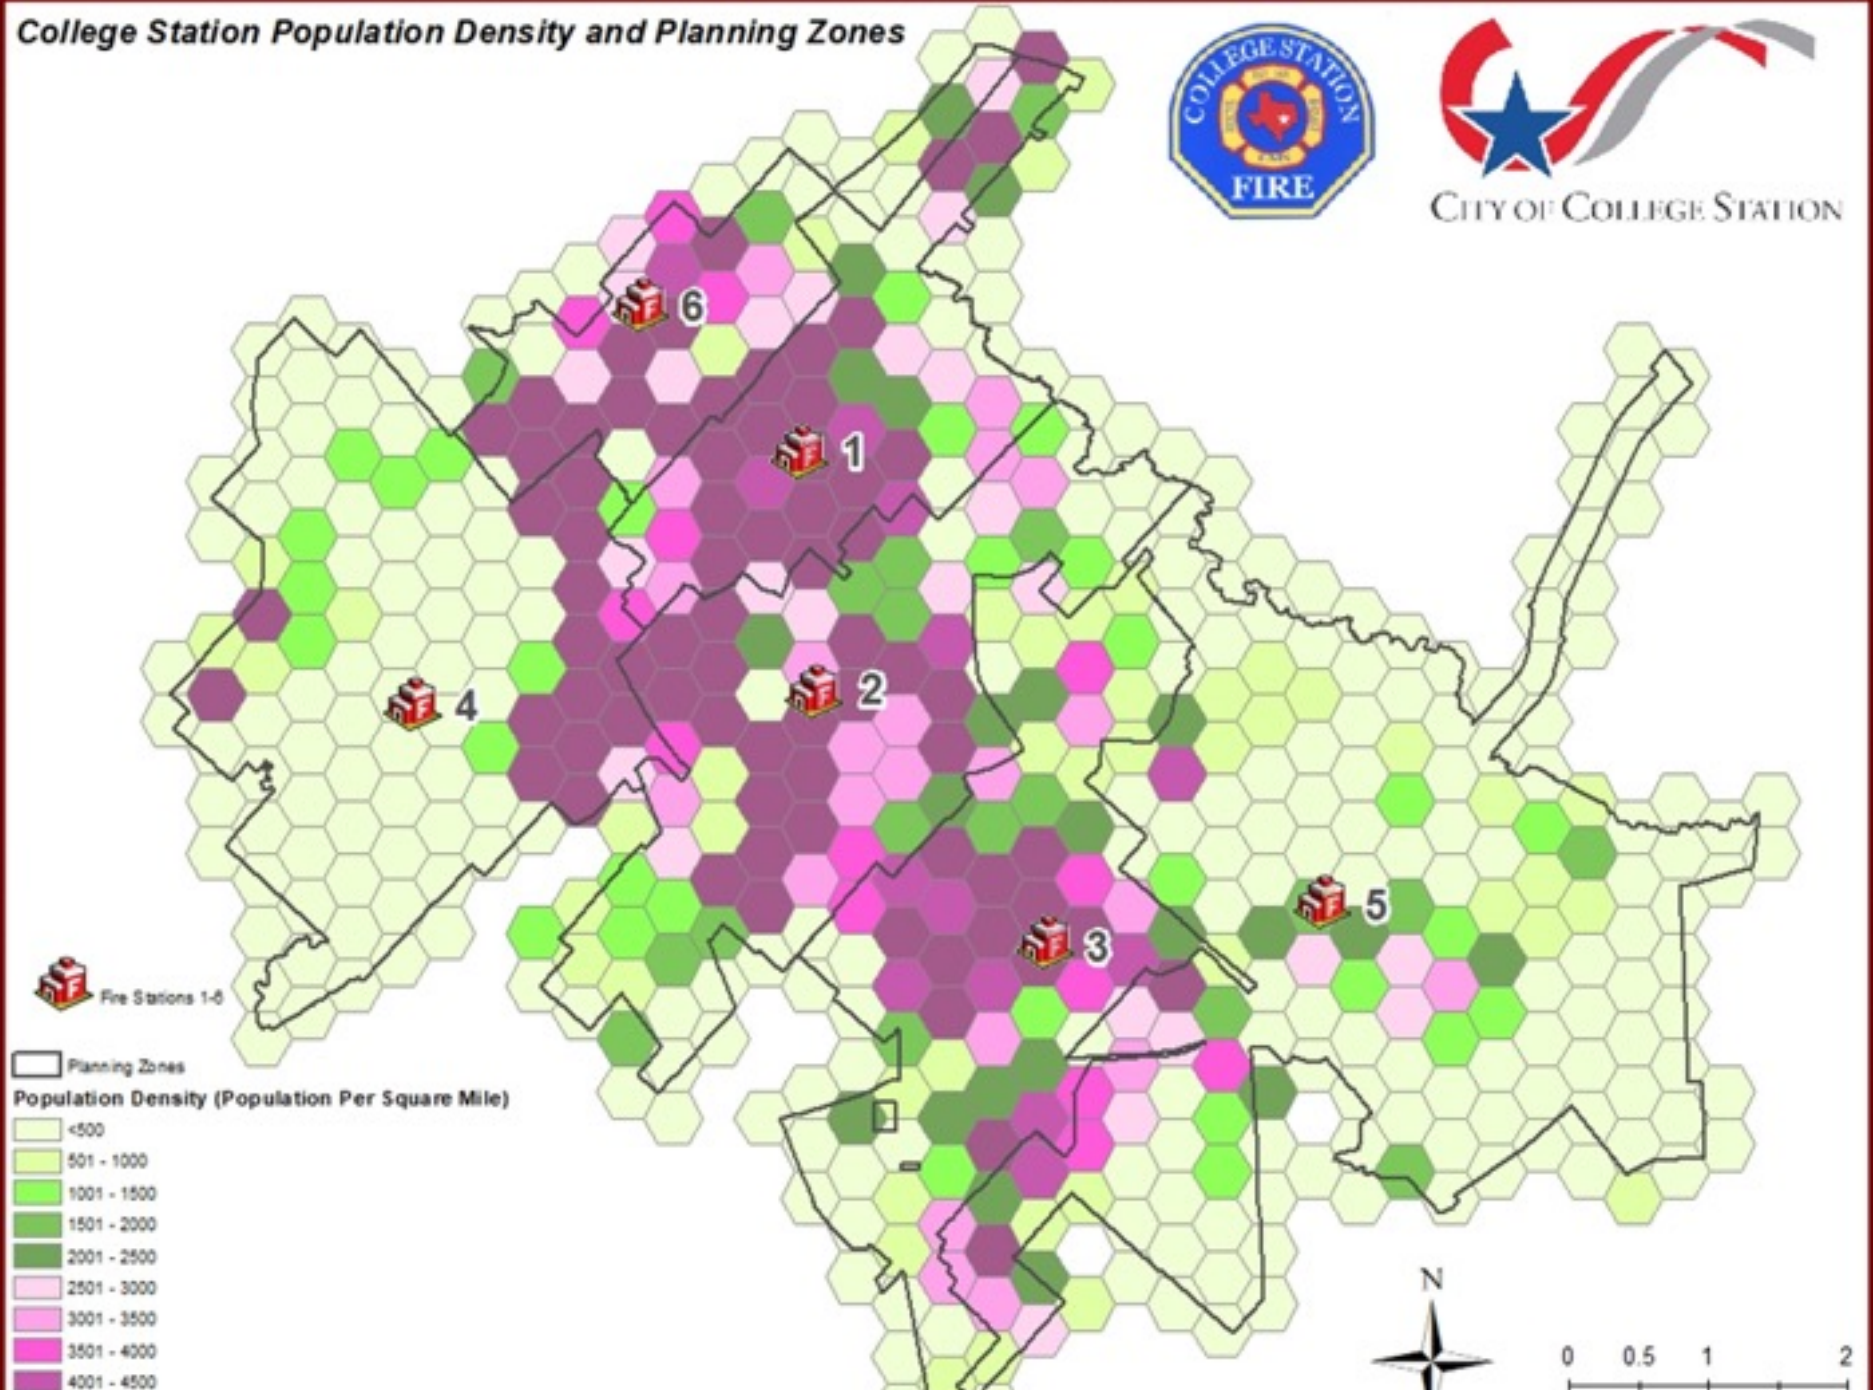 College Station Population Density and Planning Zones
COLLEGE STATION
FIRE
CITY OF COLLEGE STATION
6
1
2
4
5
3
F Fire Stations 1-6
Planning Zones
Population Density (Population Per Square Mile)
<500
501 - 1000
1001 - 1500
1501 - 2000
2001 - 2500
2501 - 3000
3001 - 3500
3501 - 4000
4001 - 4500
N
0 0.5 1 2